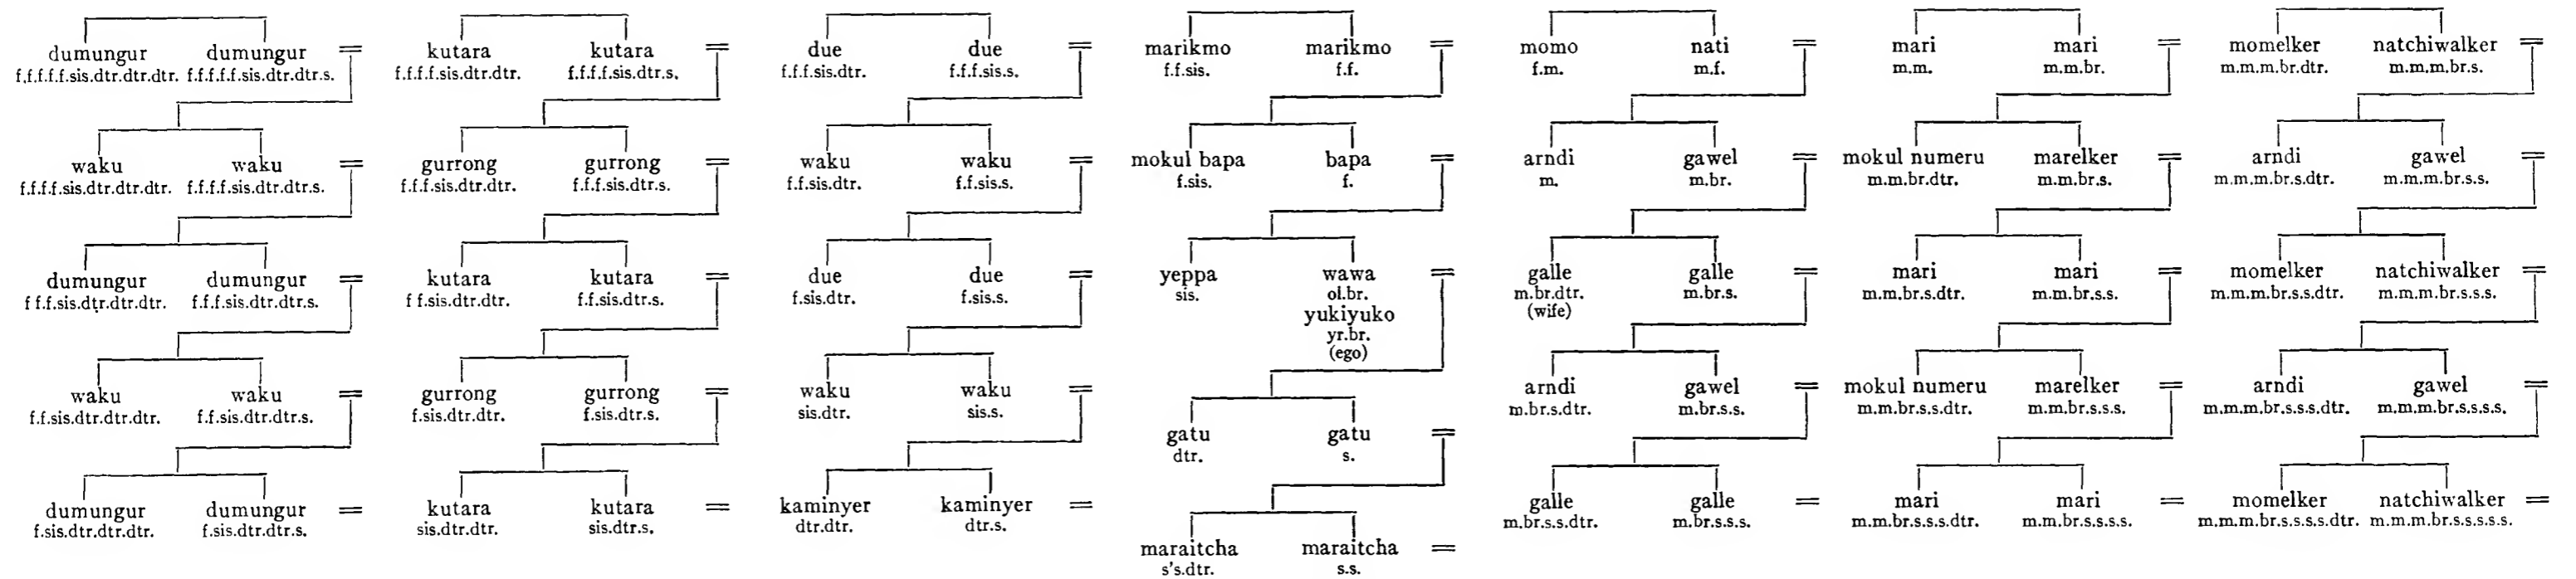 dumungur dumungur = kutara kutara = due due = marikmo marikmo = momo nati = mari mari = momelker natchiwalker =
f.f.f.f.f.sis.dtr.dtr.dtr. f.f.f.f.f.sis.dtr.dtr.s. f.f.f.f.sis.dtr.dtr. f.f.f.f.sis.dtr.s. f.f.f.sis.dtr. f.f.f.sis.s. f.f.sis. f.f. f.m. m.f. m.m. m.m.br. m.m.m.br.dtr. m.m.m.br.s.
waku waku = gurrong gurrong = waku waku = mokul bapa bapa = arndi gawel = mokul numeru marelker = arndi gawel =
f.f.f.f.sis.dtr.dtr.dtr. f.f.f.f.sis.dtr.dtr.s. f.f.f.sis.dtr.dtr. f.f.f.sis.dtr.s. f.f.sis.dtr. f.f.sis.s. f.sis. f. m. m.br. m.m.br.dtr. m.m.br.s. m.m.m.br.s.dtr. m.m.m.br.s.s.
dumungur dumungur = kutara kutara = due due = yeppa wawa = galle galle = mari mari = momelker natchiwalker =
f f.f.sis.dtr.dtr.dtr. f.f.f.sis.dtr.dtr.s. f f.sis.dtr.dtr. f.f.sis.dtr.s. f.sis.dtr. f.sis.s. sis. ol.br. m.br.dtr. m.br.s. m.m.br.s.dtr. m.m.br.s.s. m.m.m.br.s.s.dtr. m.m.m.br.s.s.s.
yukiyuko (wife)
yr.br.
(ego)
waku waku = gurrong gurrong = waku waku = arndi gawel = mokul numeru marelker = arndi gawel =
f.f.sis.dtr.dtr.dtr. f.f.sis.dtr.dtr.s. f.sis.dtr.dtr. f.sis.dtr.s. sis.dtr. sis.s. m.br.s.dtr. m.br.s.s. m.m.br.s.s.dtr. m.m.br.s.s.s. m.m.m.br.s.s.s.dtr. m.m.m.br.s.s.s.s.
gatu gatu =
dtr. s.
dumungur dumungur = kutara kutara = kaminyer kaminyer = galle galle = mari mari = momelker natchiwalker =
f.sis.dtr.dtr.dtr. f.sis.dtr.dtr.s. sis.dtr.dtr. sis.dtr.s. dtr.dtr. dtr.s. m.br.s.s.dtr. m.br.s.s.s. m.m.br.s.s.s.dtr. m.m.br.s.s.s.s. m.m.m.br.s.s.s.s.dtr. m.m.m.br.s.s.s.s.s.
maraitcha maraitcha =
s's.dtr. s.s.